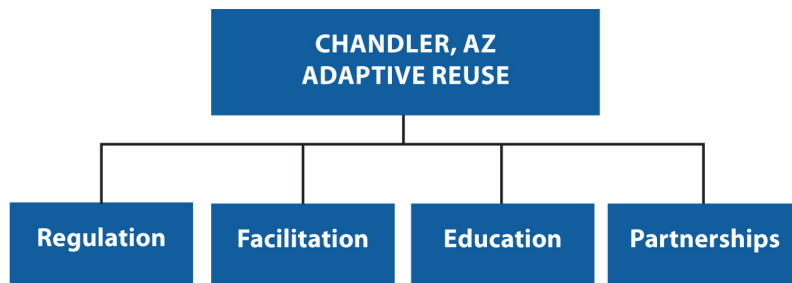 CHANDLER, AZ
ADAPTIVE REUSE
Regulation
Facilitation
Education
Partnerships